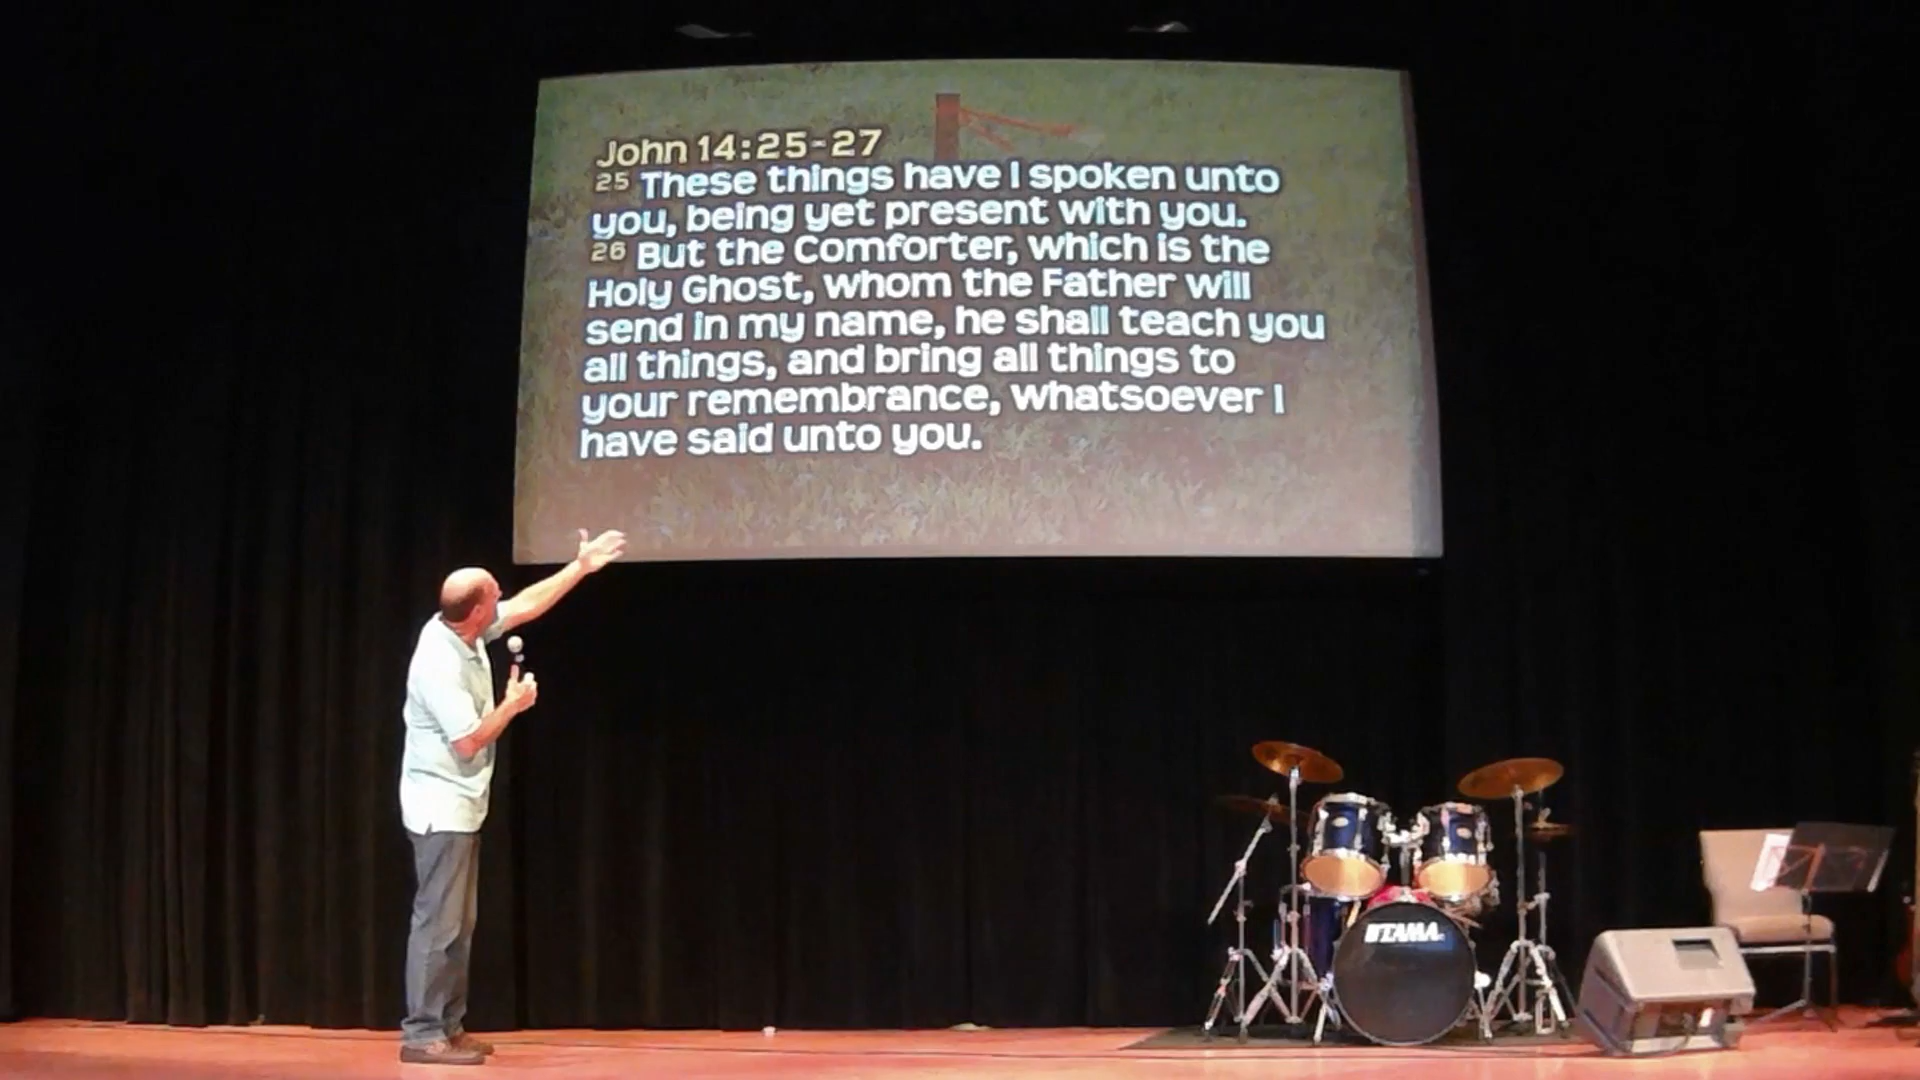 John 14:25-27
25 These things have I spoken unto
you, being yet present with you.
26 But the Comforter, which is the
Holy Ghost, whom the Father will
send in my name, he shall teach you
all things, and bring all things to
your remembrance, whatsoever I
have said unto you.
TAMA